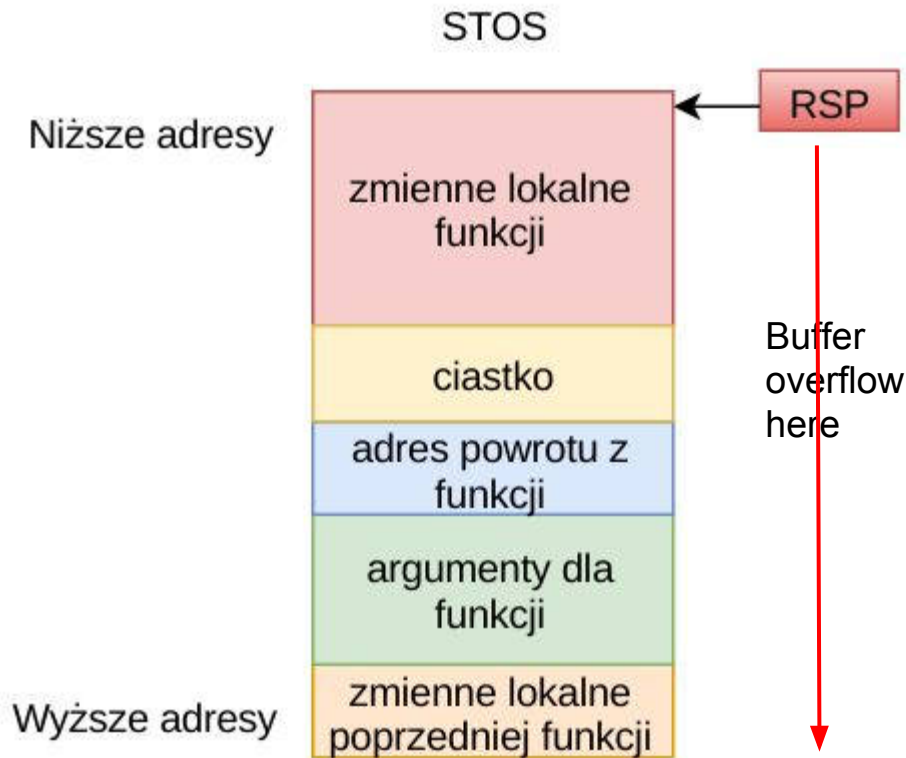 STOS
RSP
Niższe adresy
zmienne lokalne
funkcji
Buffer
overflow
here
ciastko
adres powrotu z
funkcji
argumenty dla
funkcji
Wyższe adresy
zmienne lokalne
poprzedniej funkcji